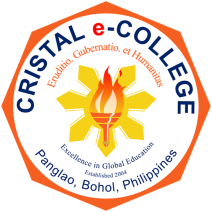 CRISTAL e-COLLEGE
Eruditio, Gubernatio, et Humanitas
Excellence in Global Education
Established 2004
Panglao, Bohol, Philippines